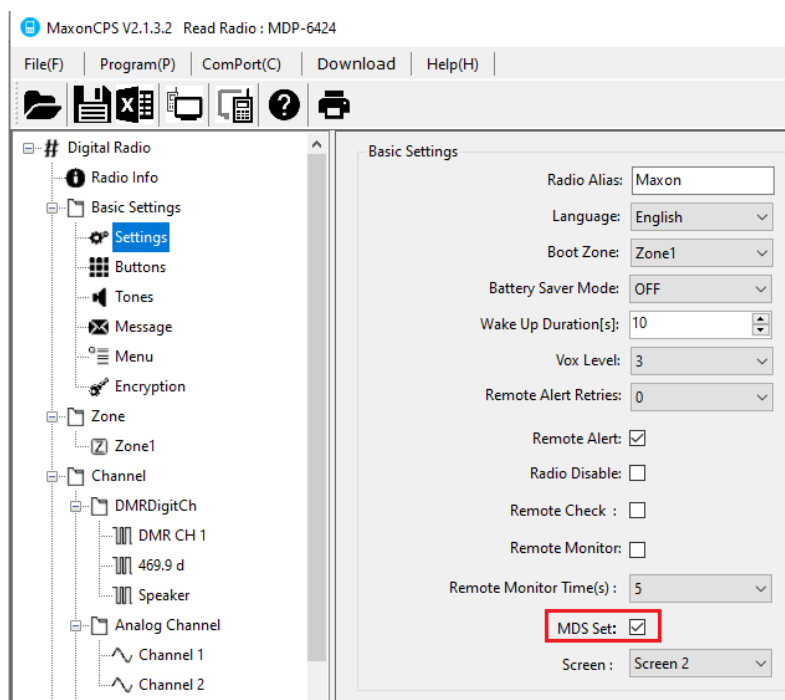 MaxonCPS V2.1.3.2 Read Radio : MDP-6424
File(F) Program(P) ComPort(C) Download Help(H)
Digital Radio
Radio Info
Basic Settings
Settings
Buttons
Tones
Message
Menu
Encryption
Zone
Zone1
Channel
DMRDigitCh
DMR CH 1
469.9 d
Speaker
Analog Channel
Channel 1
Channel 2
Basic Settings
Radio Alias: Maxon
Language: English
Boot Zone: Zone1
Battery Saver Mode: OFF
Wake Up Duration[s]: 10
Vox Level: 3
Remote Alert Retries: 0
Remote Alert:
Radio Disable:
Remote Check :
Remote Monitor:
Remote Monitor Time(s) : 5
MDS Set:
Screen : Screen 2